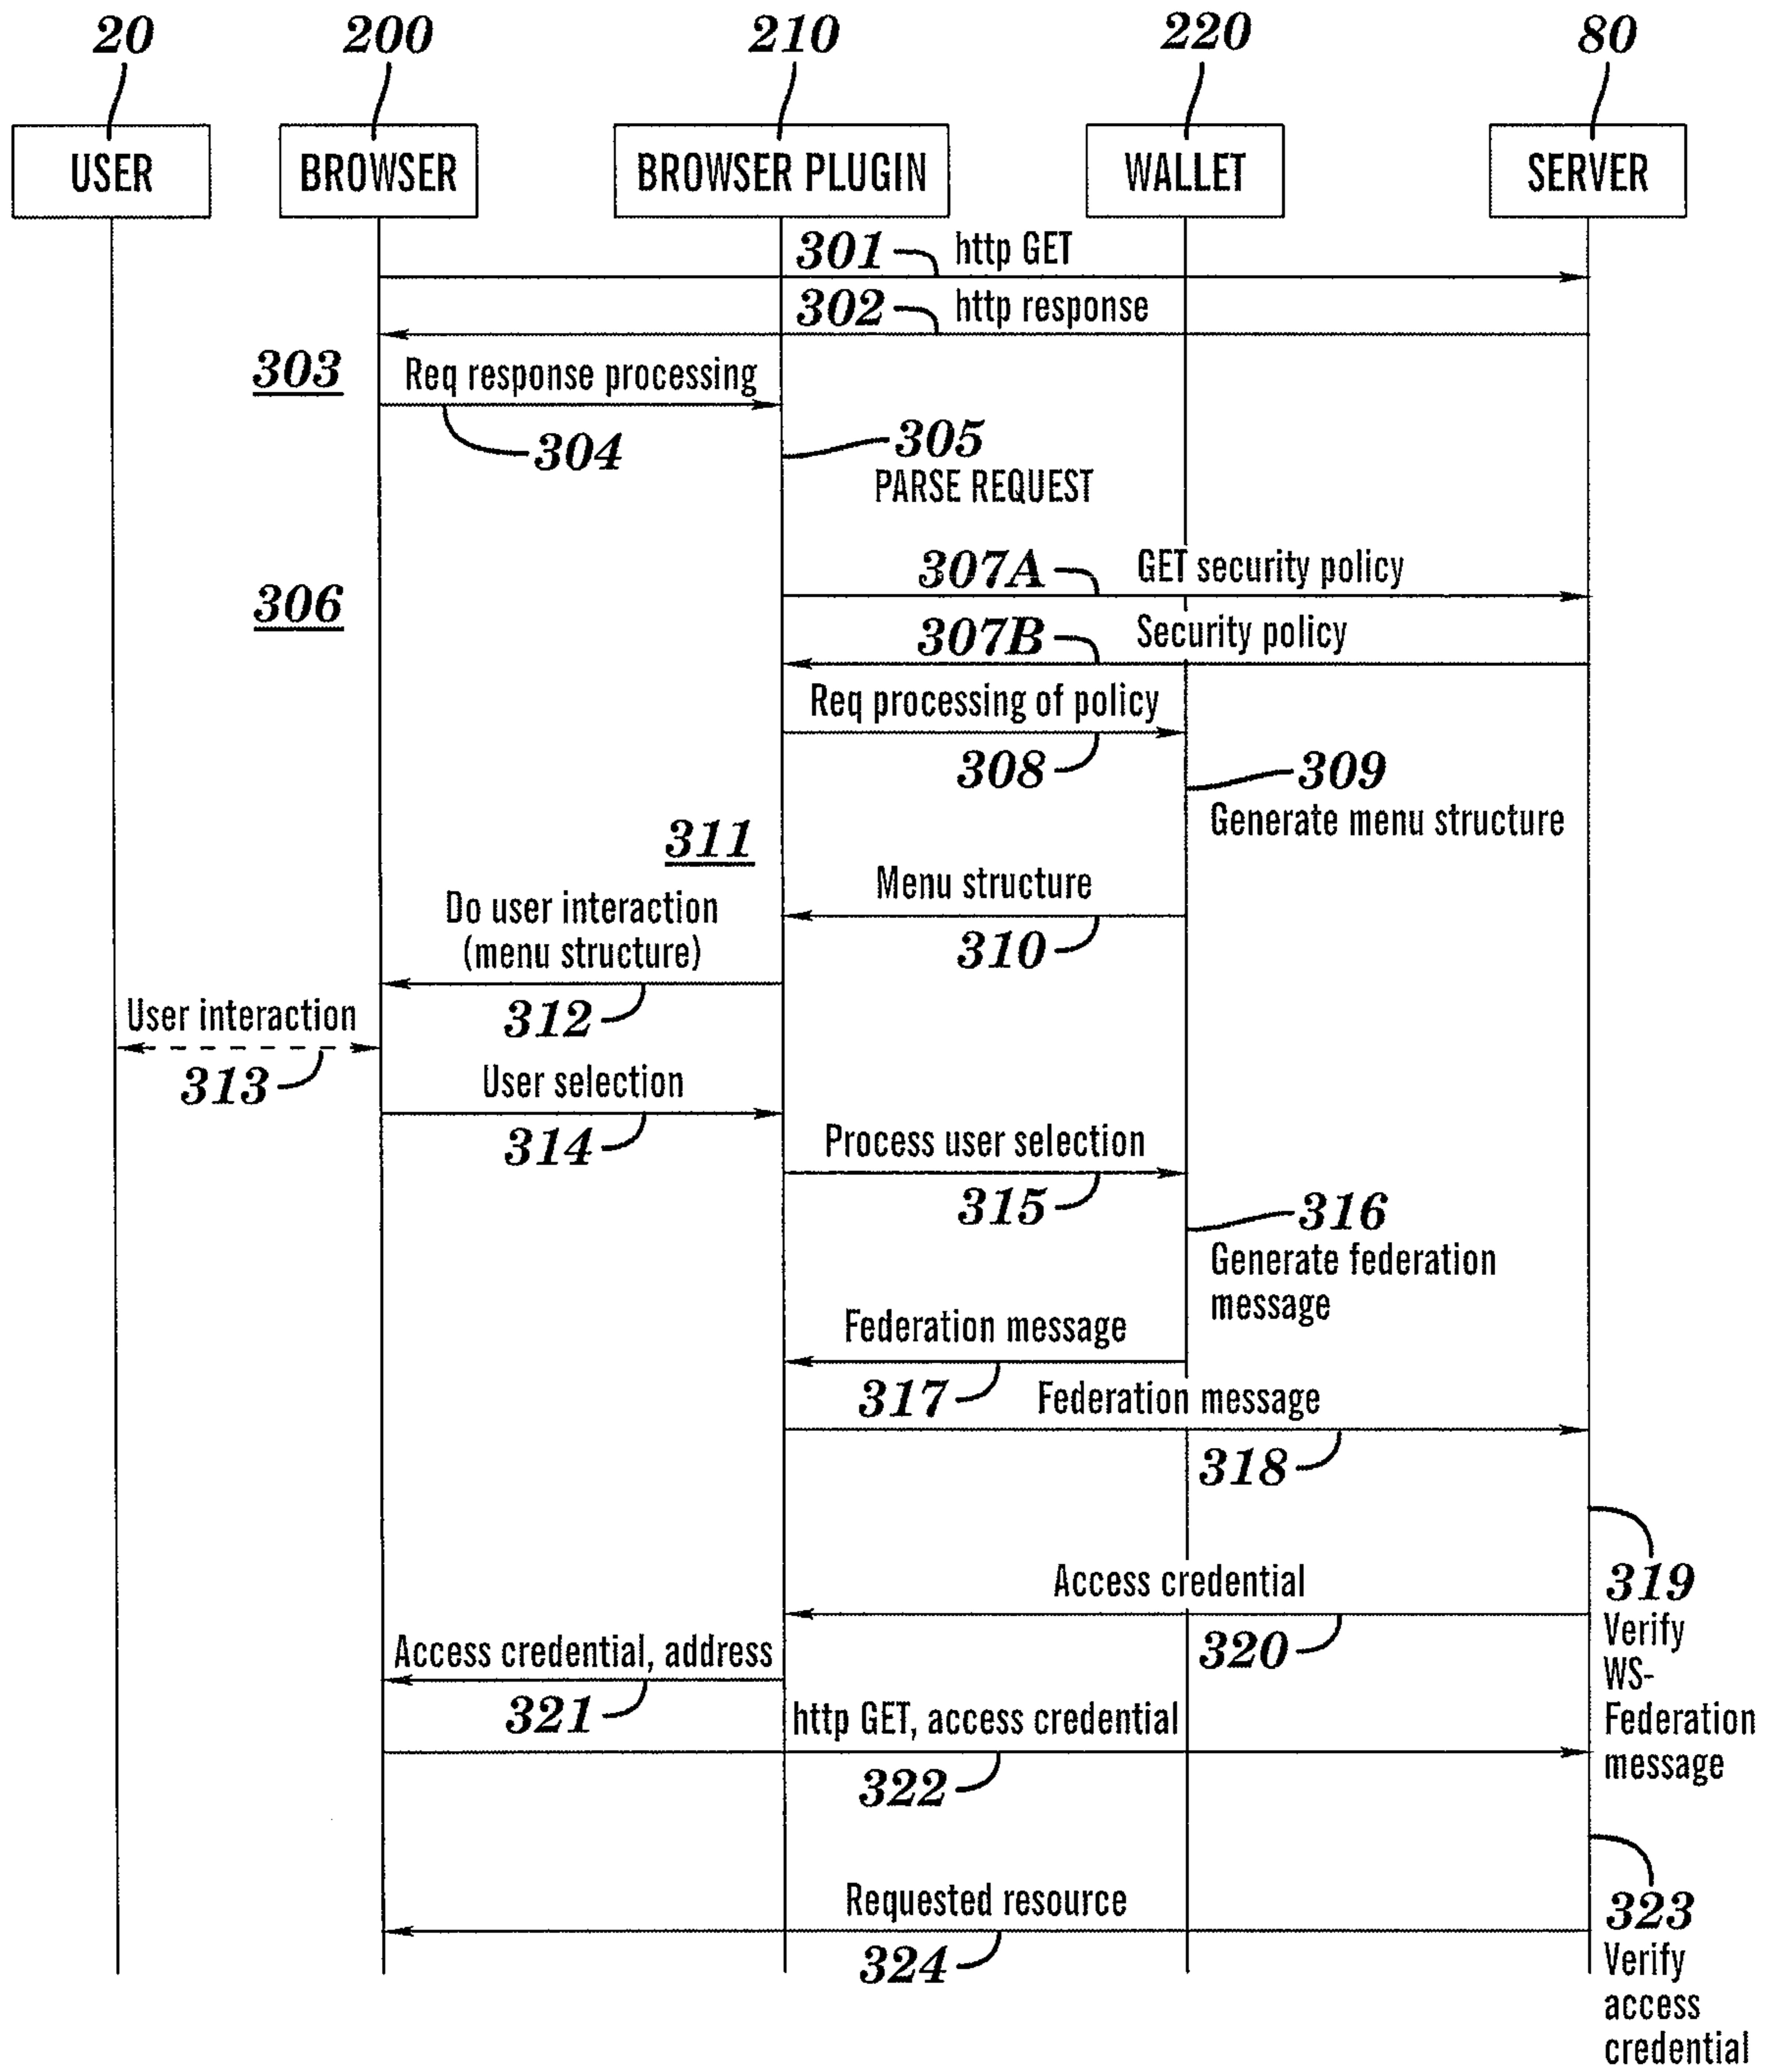 20
200
210
220
80
USER
BROWSER
BROWSER PLUGIN
WALLET
SERVER
301 http GET
302 http response
303
Req response processing
304
305
PARSE REQUEST
307A GET security policy
306
307B Security policy
Req processing of policy
308
309
Generate menu structure
311
Menu structure
310
Do user interaction
(menu structure)
312
User interaction
313
User selection
314
Process user selection
315
316
Generate federation
message
Federation message
317
Federation message
318
319
Verify
WS-
Federation
message
Access credential
320
Access credential, address
321
http GET, access credential
322
323
Verify
access
credential
Requested resource
324